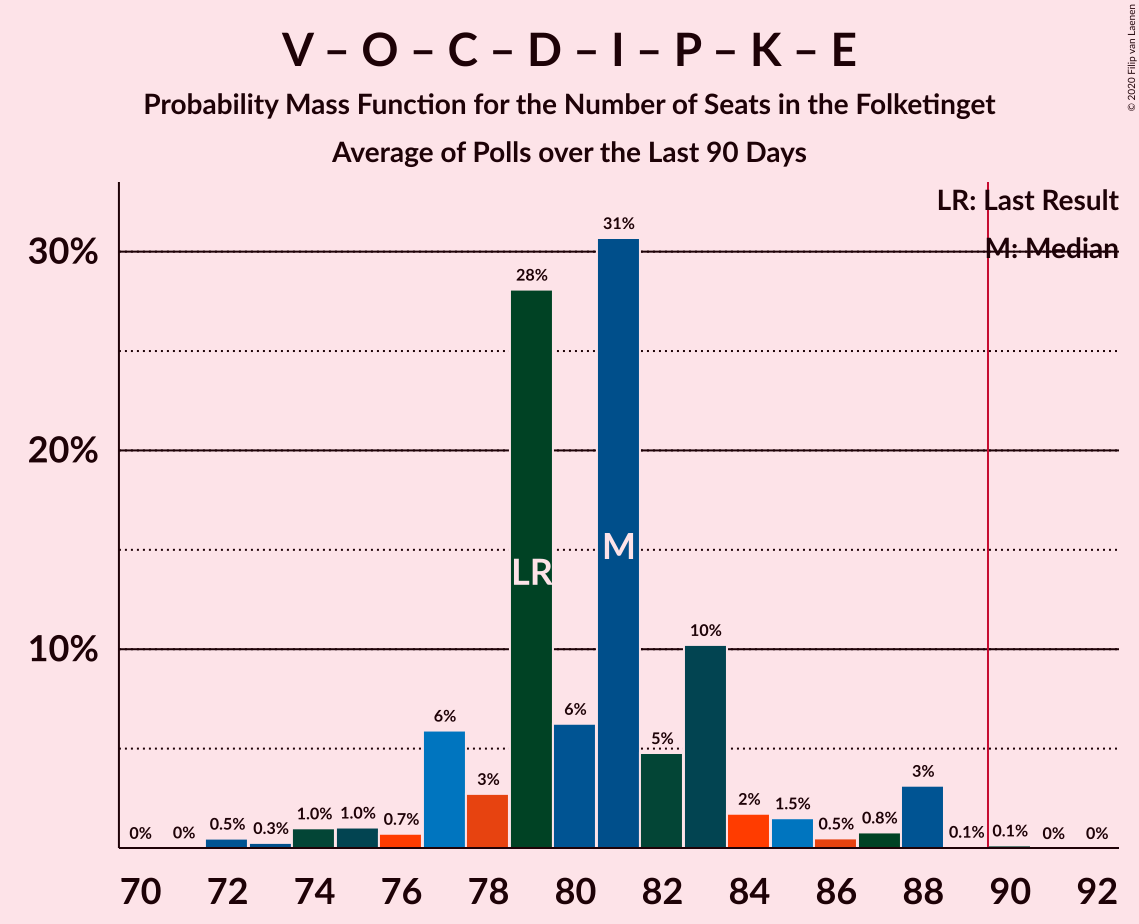 V – O – C – D – I – P – K – E
Probability Mass Function for the Number of Seats in the Folketinget
Average of Polls over the Last 90 Days
© 2020 Filip van Laenen
LR: Last Result
M: Median
30%
20%
10%
0%
0%
0.5%
0.3%
1.0%
1.0%
0.7%
6%
3%
28%
6%
31%
5%
10%
2%
1.5%
0.5%
0.8%
3%
0.1%
0.1%
0%
0%
LR
M
70 72 74 76 78 80 82 84 86 88 90 92